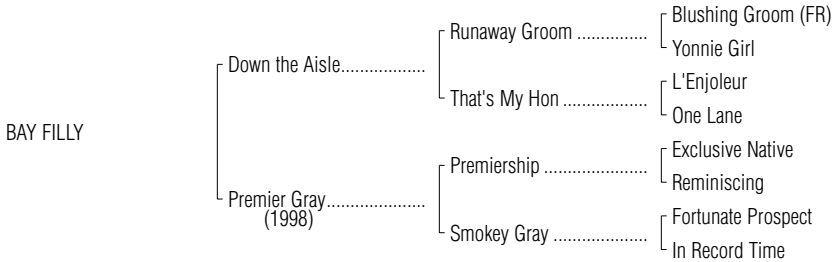 Blushing Groom (FR)
Runaway Groom ................
Yonnie Girl
Down the Aisle...................
L'Enjoleur
That's My Hon ...................
One Lane
BAY FILLY
Exclusive Native
Premiership .......................
Reminiscing
Premier Gray......................
(1998)
Fortunate Prospect
Smokey Gray .....................
In Record Time